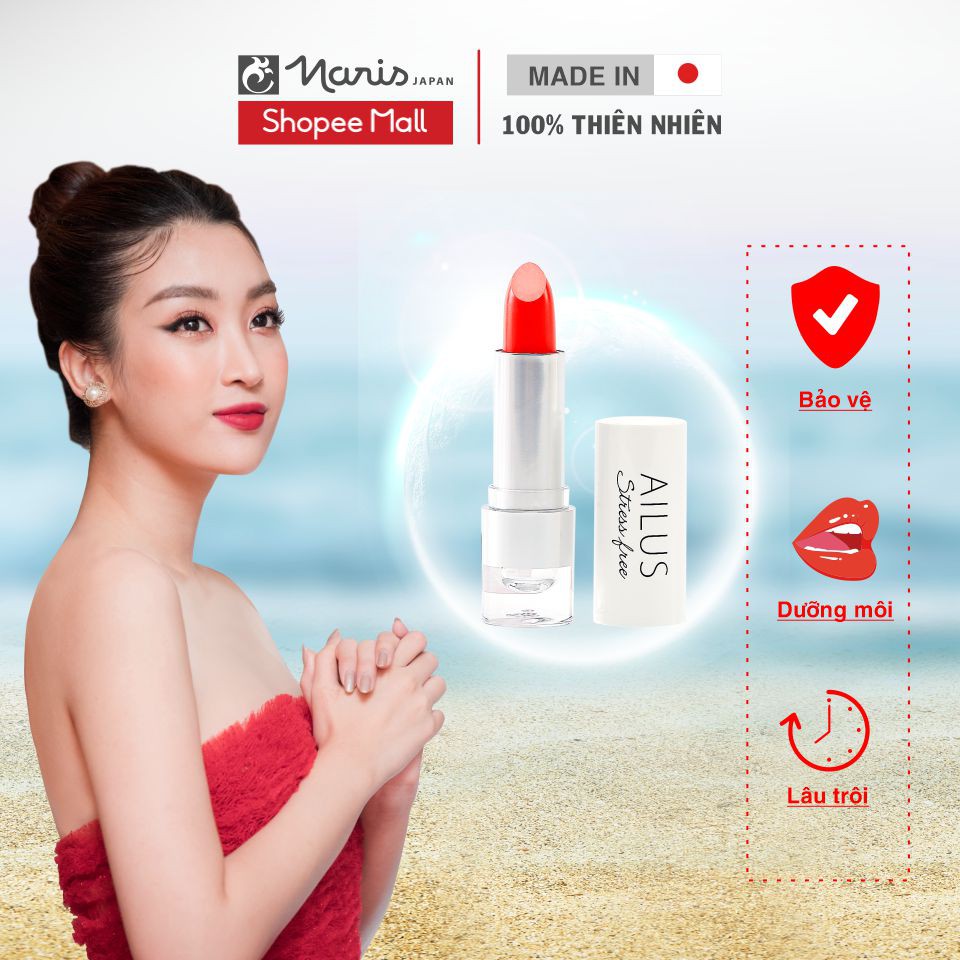 Naris JAPAN
Shopee Mall
MADE IN
100% THIÊN NHIÊN
AILUS
Stress free
Bảo vệ
Dưỡng môi
Lâu trôi